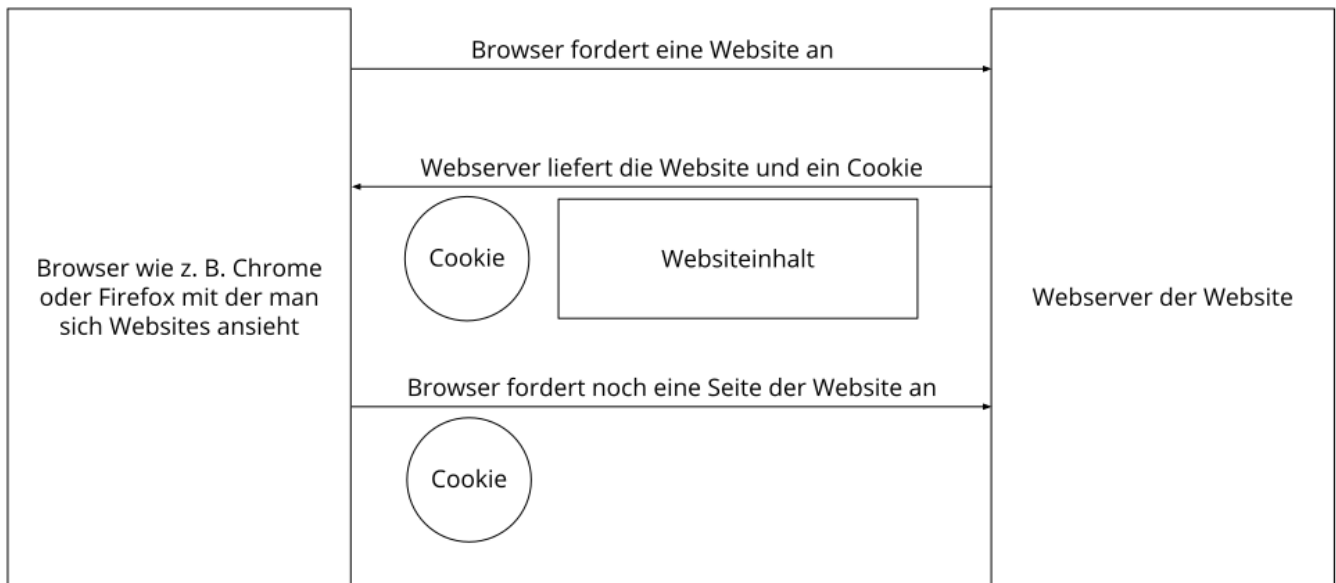 Browser fordert eine Website an
Webserver liefert die Website und ein Cookie
Cookie
Websiteinhalt
Browser wie z. B. Chrome
oder Firefox mit der man
sich Websites ansieht
Webserver der Website
Browser fordert noch eine Seite der Website an
Cookie